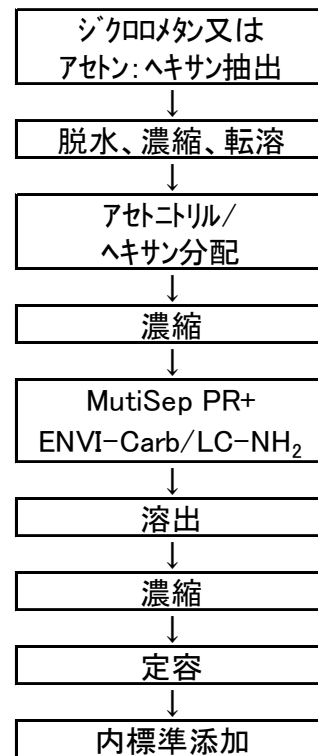 ジクロロメタン又は
アセトン:ヘキサン抽出
↓
脱水、濃縮、転溶
↓
アセトニトリル/
ヘキサン分配
↓
濃縮
↓
MutiSep PR+
ENVI-Carb/LC-NH₂
↓
溶出
↓
濃縮
↓
定容
↓
内標準添加